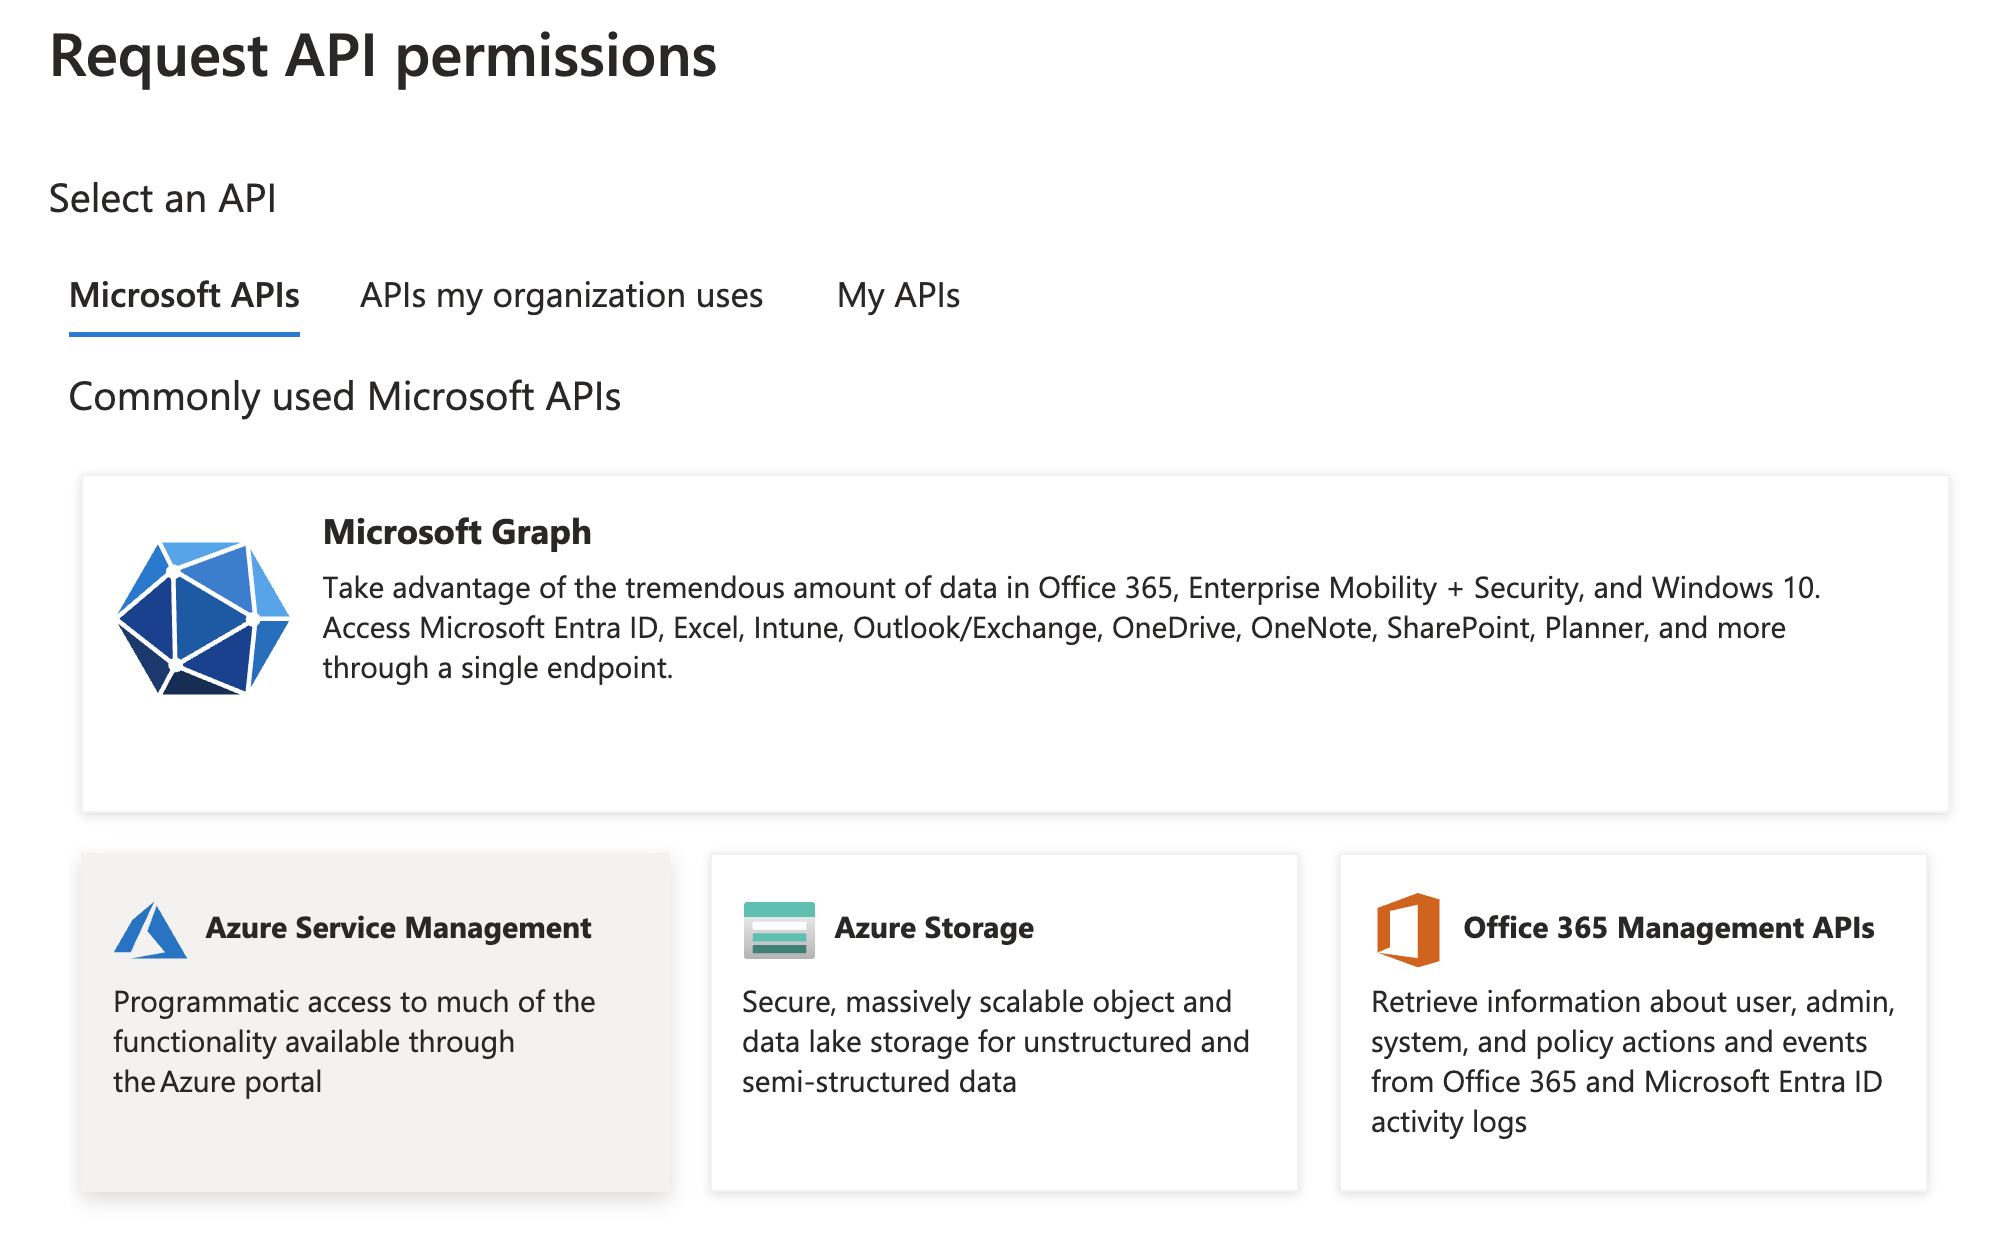 Request API permissions
Select an API
Microsoft APIs
APIs my organization uses
My APIs
Commonly used Microsoft APIs
Microsoft Graph
Take advantage of the tremendous amount of data in Office 365, Enterprise Mobility + Security, and Windows 10.
Access Microsoft Entra ID, Excel, Intune, Outlook/Exchange, OneDrive, OneNote, SharePoint, Planner, and more
through a single endpoint.
Azure Service Management
Programmatic access to much of the
functionality available through
the Azure portal
Azure Storage
Secure, massively scalable object and
data lake storage for unstructured and
semi-structured data
Office 365 Management APIs
Retrieve information about user, admin,
system, and policy actions and events
from Office 365 and Microsoft Entra ID
activity logs